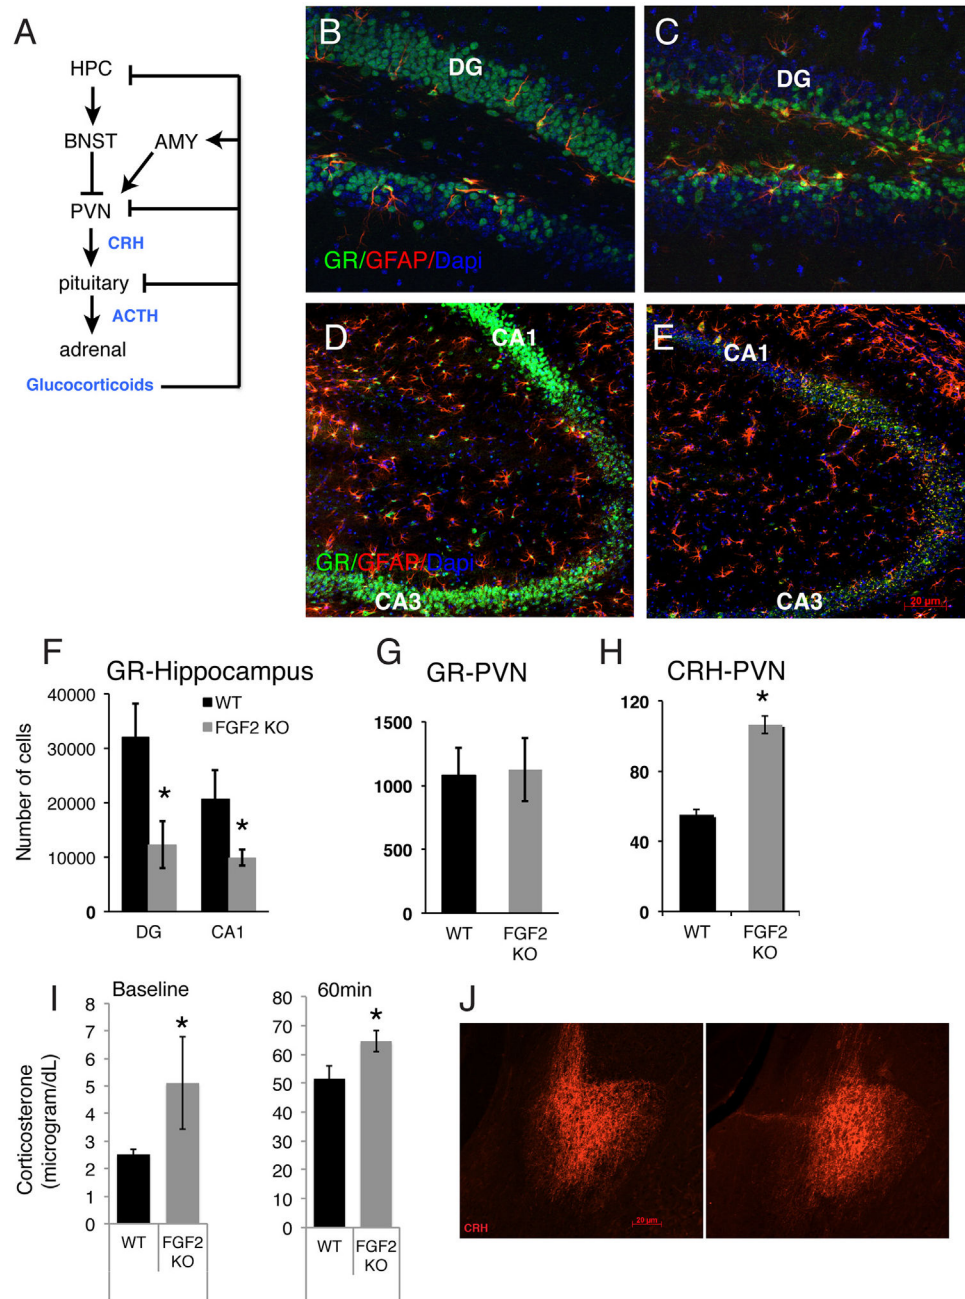 A
HPC
BNST
AMY
PVN
CRH
pituitary
ACTH
adrenal
Glucocorticoids
B
DG
GR/GFAP/Dapi
C
DG
D
CA1
GR/GFAP/Dapi
CA3
E
CA1
CA3
20 µm
F
GR-Hippocampus
WT
FGF2 KO
Number of cells
40000
30000
20000
10000
0
*
*
DG
CA1
G
GR-PVN
1500
1000
500
0
WT
FGF2
KO
H
CRH-PVN
120
80
40
0
*
WT
FGF2
KO
I
Baseline
Corticosterone
(microgram/dL)
8
7
6
5
4
3
2
1
0
*
WT
FGF2
KO
60min
80
70
60
50
40
30
20
10
0
*
WT
FGF2
KO
J
CRH
20 µm